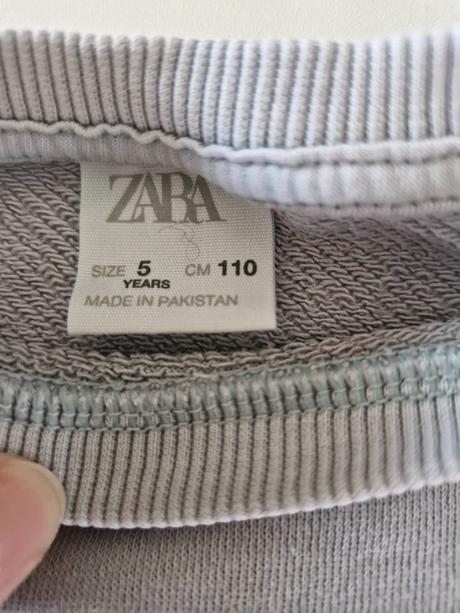 ZARA
SIZE 5 CM 110
YEARS
MADE IN PAKISTAN